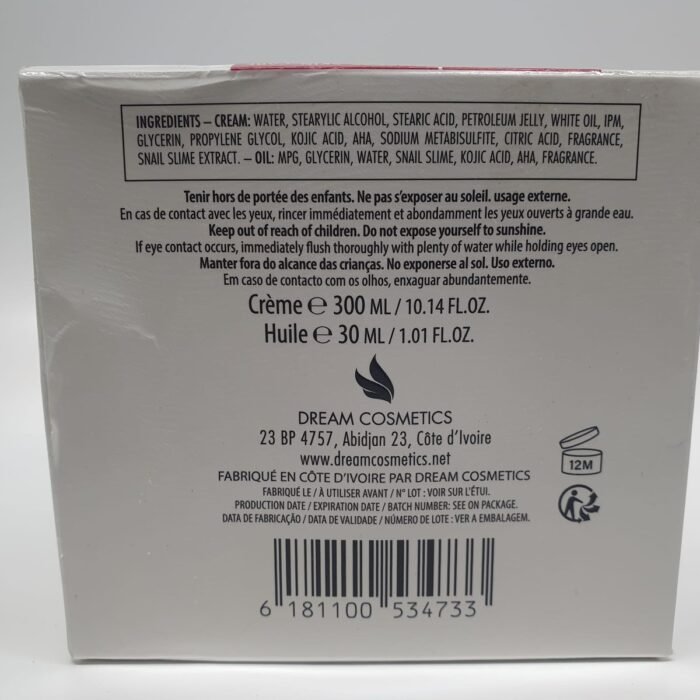 INGREDIENTS – CREAM: WATER, STEARYLIC ALCOHOL, STEARIC ACID, PETROLEUM JELLY, WHITE OIL, IPM,
GLYCERIN, PROPYLENE GLYCOL, KOJIC ACID, AHA, SODIUM METABISULFITE, CITRIC ACID, FRAGRANCE,
SNAIL SLIME EXTRACT. – OIL: MPG, GLYCERIN, WATER, SNAIL SLIME, KOJIC ACID, AHA, FRAGRANCE.
Tenir hors de portée des enfants. Ne pas s'exposer au soleil. usage externe.
En cas de contact avec les yeux, rincer immédiatement et abondamment les yeux ouverts à grande eau.
Keep out of reach of children. Do not expose yourself to sunshine.
If eye contact occurs, immediately flush thoroughly with plenty of water while holding eyes open.
Manter fora do alcance das crianças. No exponerse al sol. Uso externo.
Em caso de contacto com os olhos, enxaguar abundantemente.
Crème ℮ 300 ML / 10.14 FL.OZ.
Huile ℮ 30 ML / 1.01 FL.OZ.
DREAM COSMETICS
23 BP 4757, Abidjan 23, Côte d'Ivoire
www.dreamcosmetics.net
12M
FABRIQUÉ EN CÔTE D'IVOIRE PAR DREAM COSMETICS
FABRIQUÉ LE / À UTILISER AVANT / N° LOT : VOIR SUR L'ÉTUI.
PRODUCTION DATE / EXPIRATION DATE / BATCH NUMBER: SEE ON PACKAGE.
DATA DE FABRICAÇÃO / DATA DE VALIDADE / NÚMERO DE LOTE : VER A EMBALAGEM.
6 181100 534733